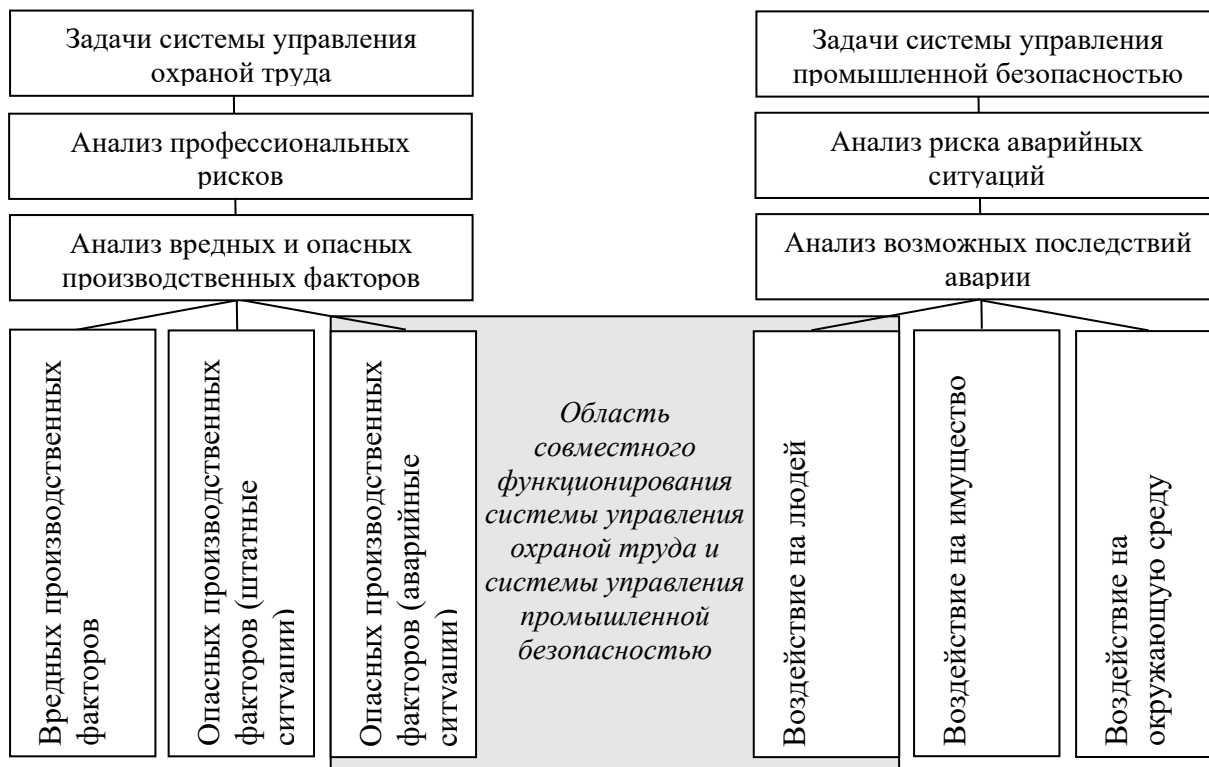 Задачи системы управления
охраной труда
Задачи системы управления
промышленной безопасностью
Анализ профессиональных
рисков
Анализ риска аварийных
ситуаций
Анализ вредных и опасных
производственных факторов
Анализ возможных последствий
аварии
Вредных производственных
факторов
Опасных производственных
факторов (штатные
ситуации)
Опасных производственных
факторов (аварийные
ситуации)
Область
совместного
функционирования
системы управления
охраной труда и
системы управления
промышленной
безопасностью
Воздействие на людей
Воздействие на имущество
Воздействие на
окружающую среду